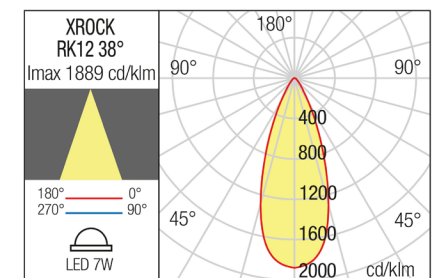 XROCK
RK12 38°
Imax 1889 cd/klm
180° 0°
270° 90°
LED 7W
180°
90° 90°
400
800
1200
45° 45°
1600
2000 cd/klm